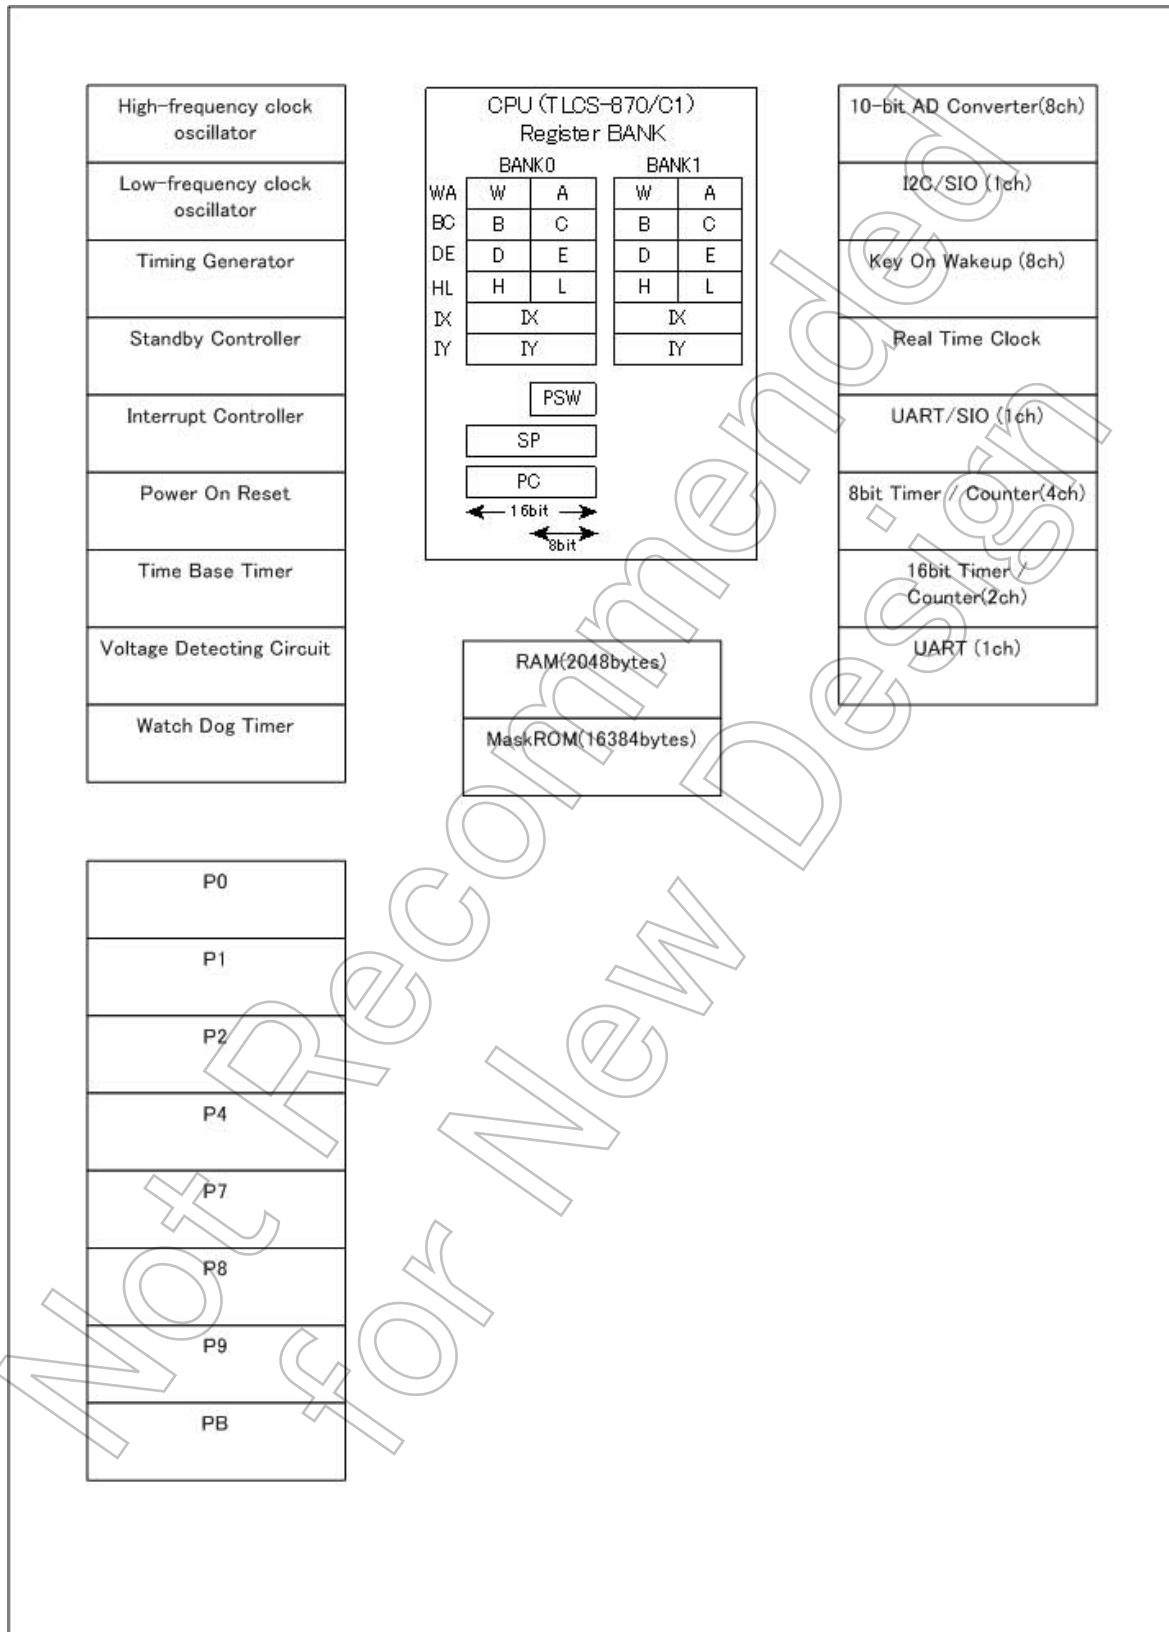 High-frequency clock
oscillator
Low-frequency clock
oscillator
Timing Generator
Standby Controller
Interrupt Controller
Power On Reset
Time Base Timer
Voltage Detecting Circuit
Watch Dog Timer
CPU (TLCS-870/C1)
Register BANK
BANK0 BANK1
WA W A W A
BC B C B C
DE D E D E
HL H L H L
IX IX IX
IY IY IY
PSW
SP
PC
16bit
8bit
RAM(2048bytes)
MaskROM(16384bytes)
10-bit AD Converter(8ch)
I2C/SIO (1ch)
Key On Wakeup (8ch)
Real Time Clock
UART/SIO (1ch)
8bit Timer / Counter(4ch)
16bit Timer /
Counter(2ch)
UART (1ch)
P0
P1
P2
P4
P7
P8
P9
PB
Not Recommended
for New Design